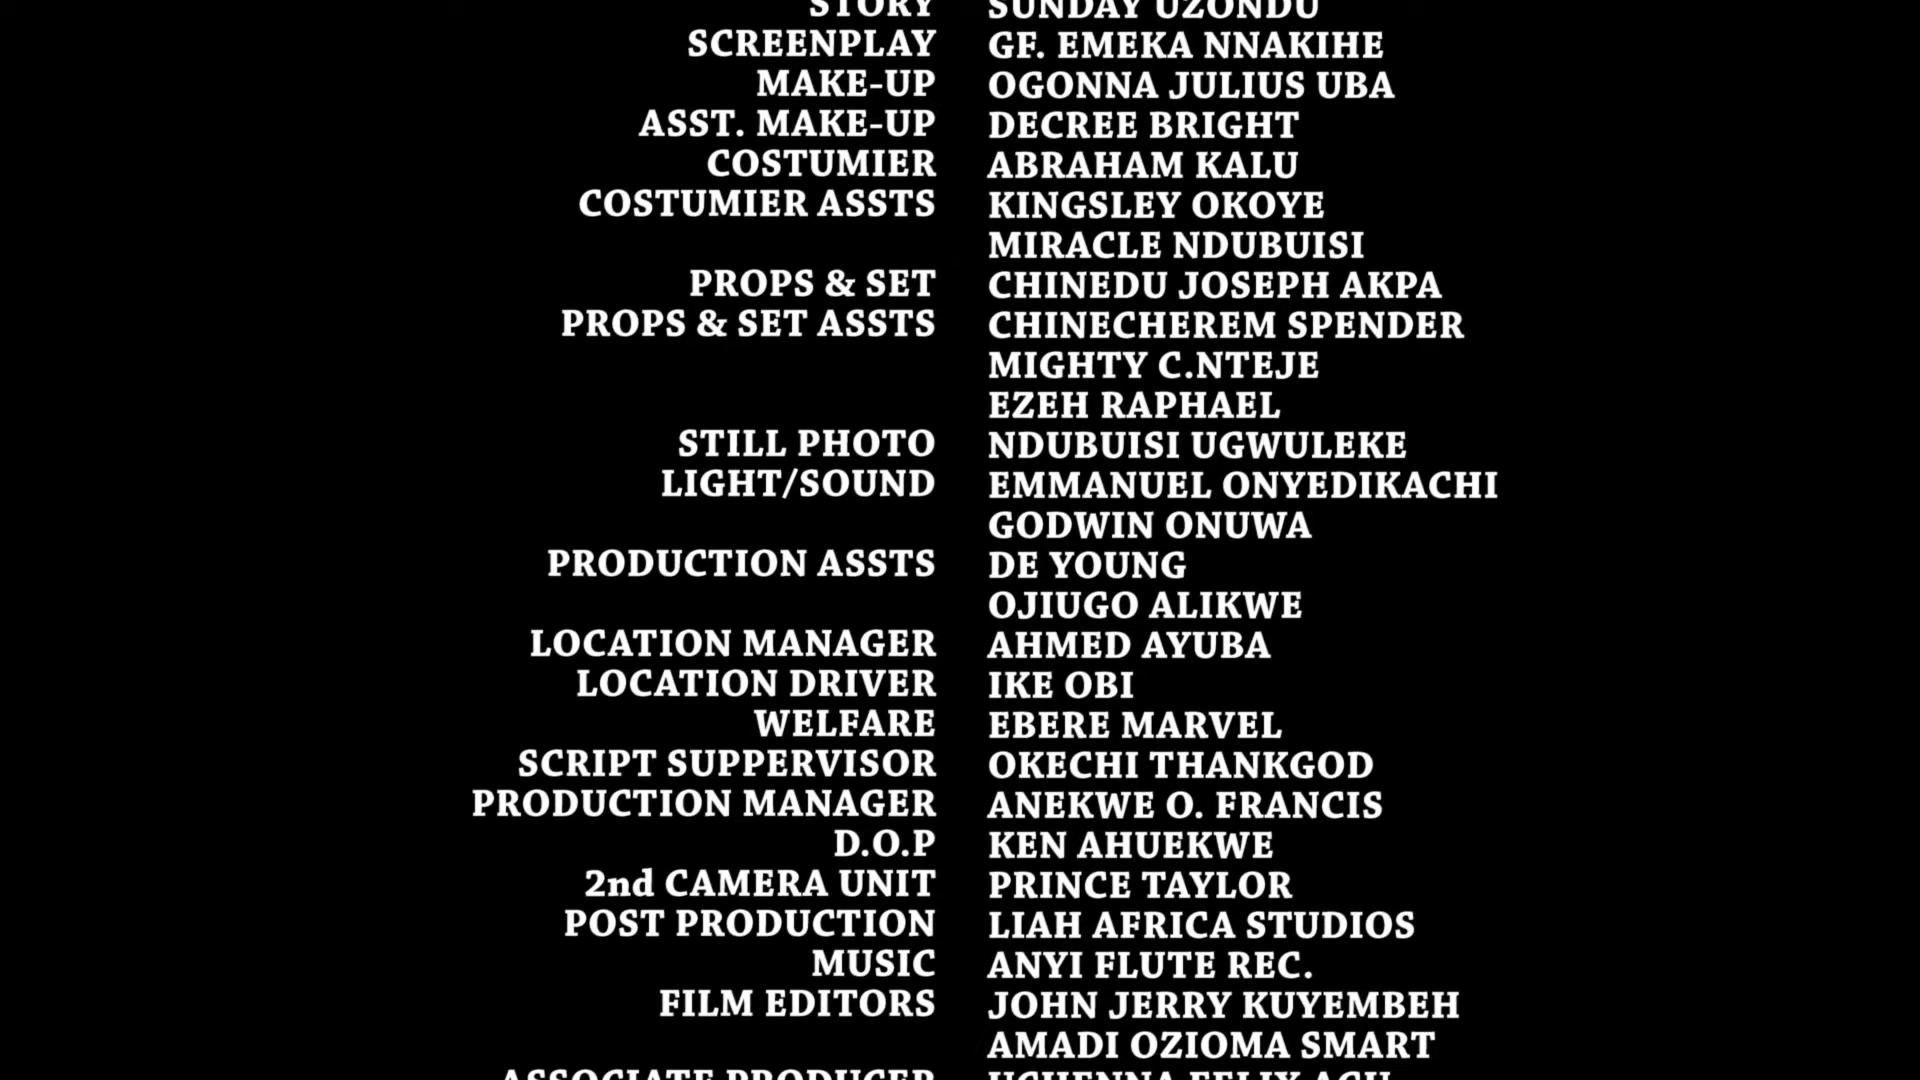 STORY SUNDAY UZONDU
SCREENPLAY GF. EMEKA NNAKIHE
MAKE-UP OGONNA JULIUS UBA
ASST. MAKE-UP DECREE BRIGHT
COSTUMIER ABRAHAM KALU
COSTUMIER ASSTS KINGSLEY OKOYE
MIRACLE NDUBUISI
PROPS & SET CHINEDU JOSEPH AKPA
PROPS & SET ASSTS CHINECHEREM SPENDER
MIGHTY C.NTEJE
EZEH RAPHAEL
STILL PHOTO NDUBUISI UGWULEKE
LIGHT/SOUND EMMANUEL ONYEDIKACHI
GODWIN ONUWA
PRODUCTION ASSTS DE YOUNG
OJIUGO ALIKWE
LOCATION MANAGER AHMED AYUBA
LOCATION DRIVER IKE OBI
WELFARE EBERE MARVEL
SCRIPT SUPPERVISOR OKECHI THANKGOD
PRODUCTION MANAGER ANEKWE O. FRANCIS
D.O.P KEN AHUEKWE
2nd CAMERA UNIT PRINCE TAYLOR
POST PRODUCTION LIAH AFRICA STUDIOS
MUSIC ANYI FLUTE REC.
FILM EDITORS JOHN JERRY KUYEMBEH
AMADI OZIOMA SMART
ASSOCIATE PRODUCER UCHENNA FELIX AGU